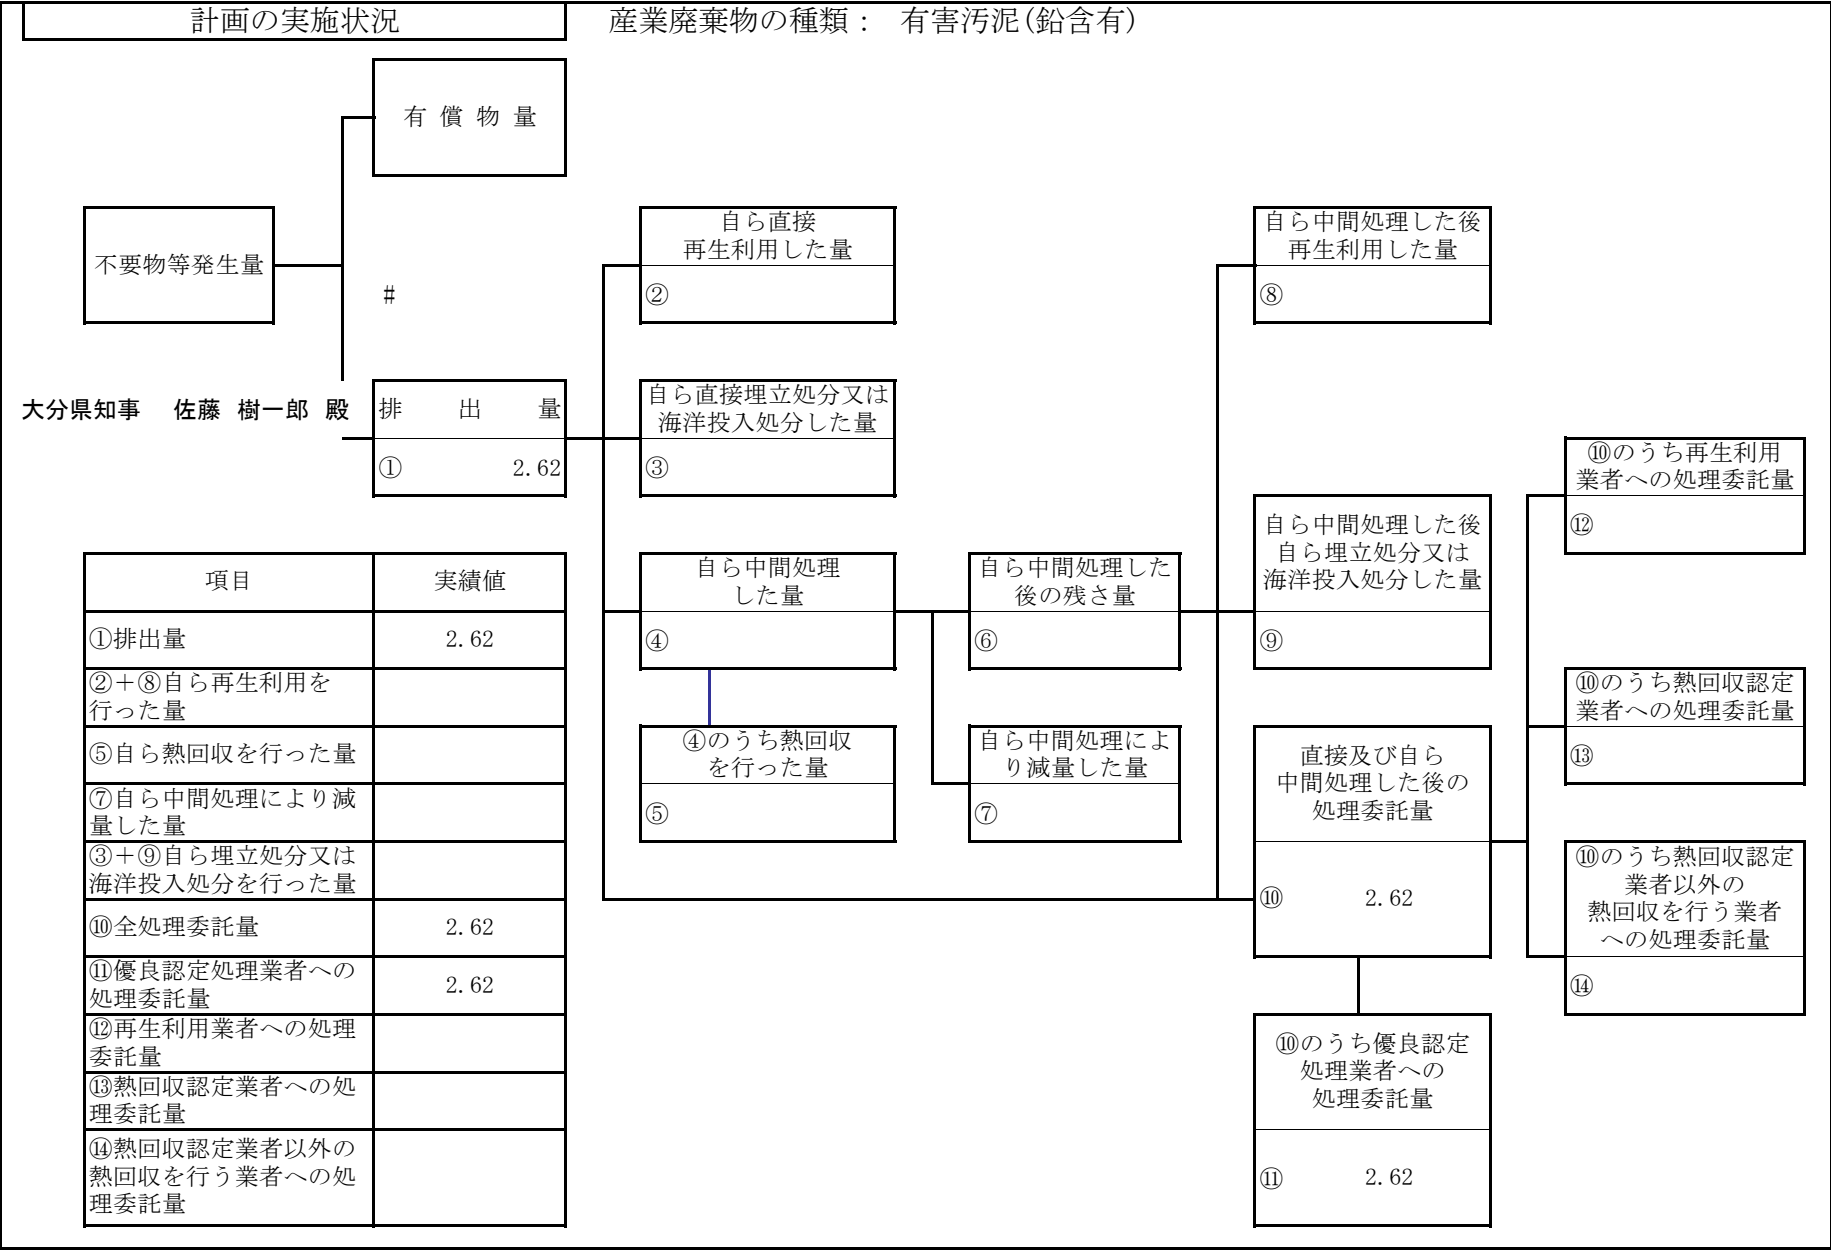 計画の実施状況
産業廃棄物の種類： 有害汚泥(鉛含有)
有 償 物 量
不要物等発生量
#
自ら直接
再生利用した量
②
自ら中間処理した後
再生利用した量
⑧
大分県知事 佐藤 樹一郎 殿
排 出 量
① 2.62
自ら直接埋立処分又は
海洋投入処分した量
③
⑩のうち再生利用
業者への処理委託量
⑫
自ら中間処理した後
自ら埋立処分又は
海洋投入処分した量
⑨
自ら中間処理
した量
④
自ら中間処理した
後の残さ量
⑥
⑩のうち熱回収認定
業者への処理委託量
⑬
④のうち熱回収
を行った量
⑤
自ら中間処理によ
り減量した量
⑦
直接及び自ら
中間処理した後の
処理委託量
⑩ 2.62
⑩のうち熱回収認定
業者以外の
熱回収を行う業者
への処理委託量
⑭
⑩のうち優良認定
処理業者への
処理委託量
⑪ 2.62
項目 実績値
①排出量 2.62
②＋⑧自ら再生利用を
行った量
⑤自ら熱回収を行った量
⑦自ら中間処理により減
量した量
③＋⑨自ら埋立処分又は
海洋投入処分を行った量
⑩全処理委託量 2.62
⑪優良認定処理業者への
処理委託量 2.62
⑫再生利用業者への処理
委託量
⑬熱回収認定業者への処
理委託量
⑭熱回収認定業者以外の
熱回収を行う業者への処
理委託量